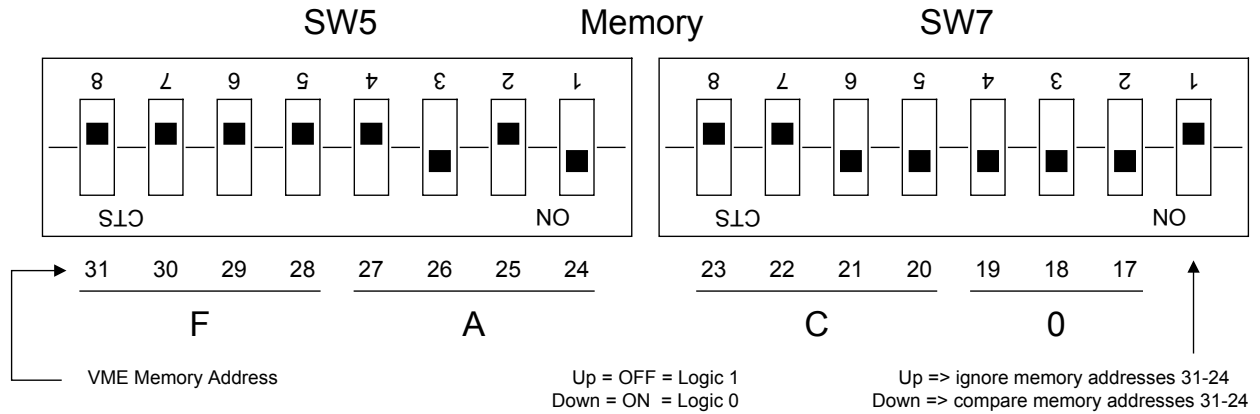 SW5 Memory SW7
8 7 6 5 4 3 2 1 8 7 6 5 4 3 2 1
CTS ON CTS ON
31 30 29 28 27 26 25 24 23 22 21 20 19 18 17
F A C 0
VME Memory Address Up = OFF = Logic 1 Up => ignore memory addresses 31-24
Down = ON = Logic 0 Down => compare memory addresses 31-24